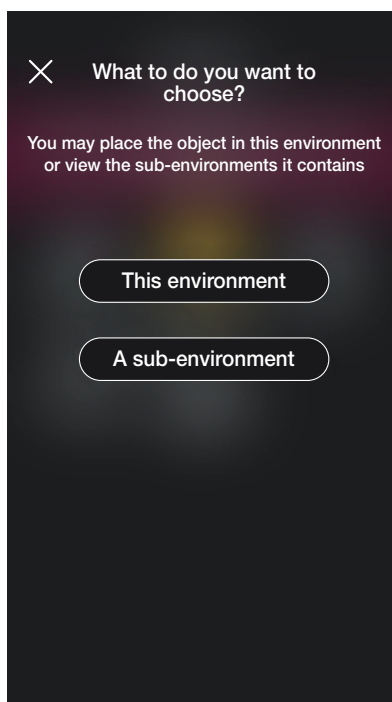 What to do you want to
choose?
You may place the object in this environment
or view the sub-environments it contains
This environment
A sub-environment